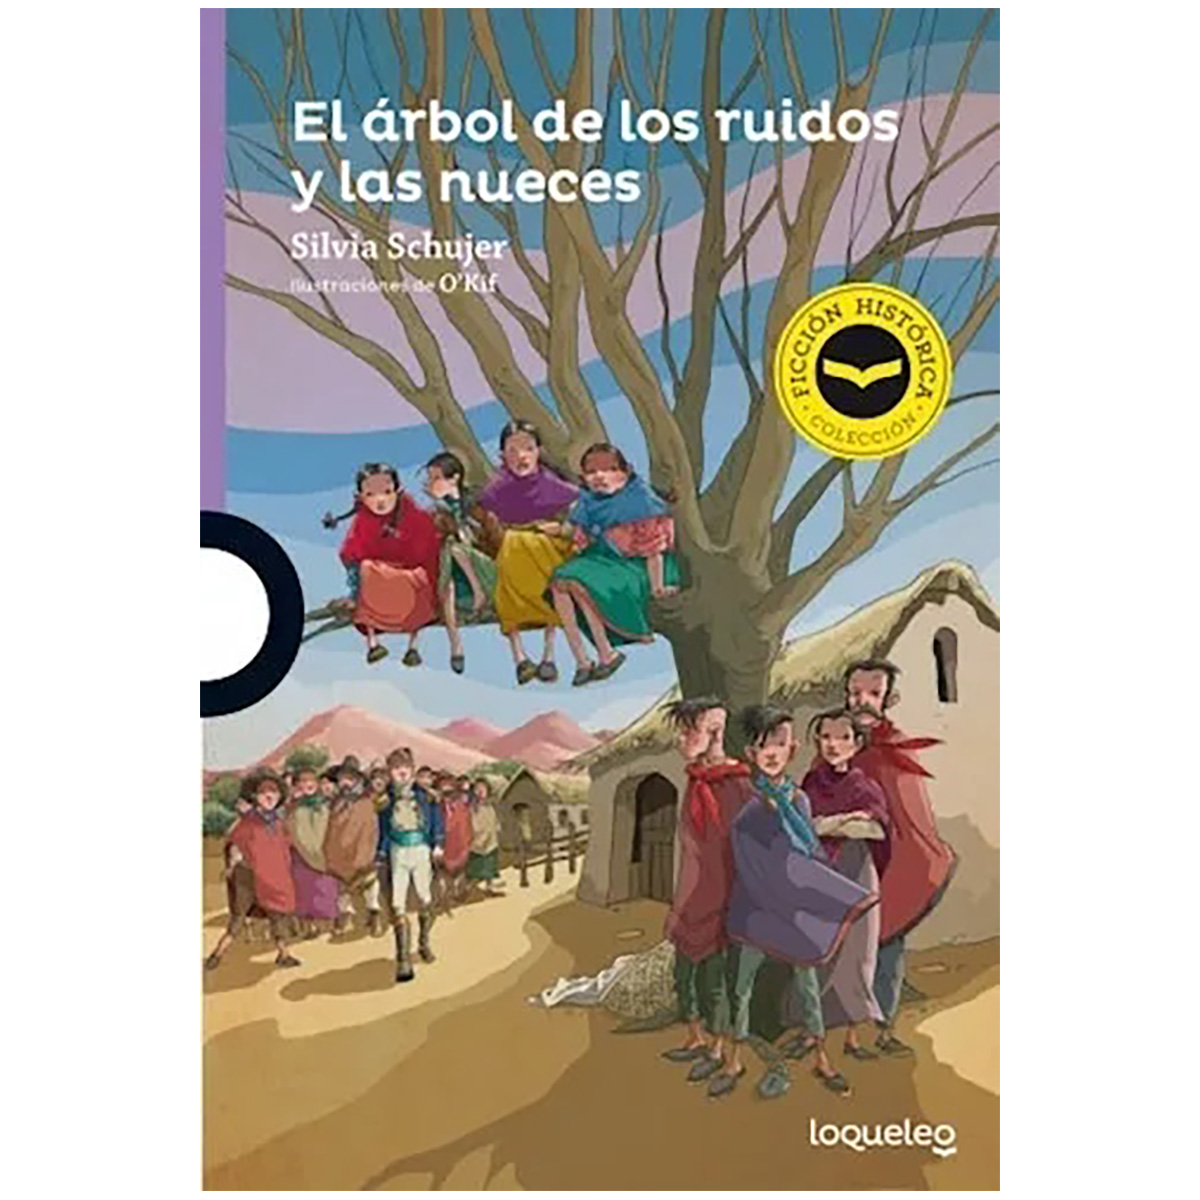 El árbol de los ruidos
y las nueces
Silvia Schujer
Ilustraciones de O'Kif
FICCIÓN HISTÓRICA
· COLECCIÓN ·
loqueleo